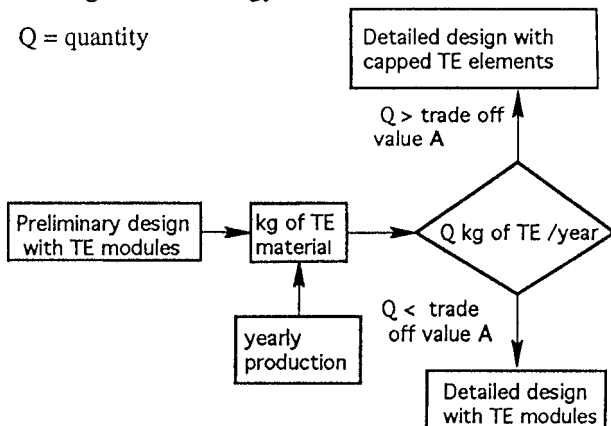 Q = quantity
Detailed design with
capped TE elements
Q > trade off
value A
Preliminary design
with TE modules
kg of TE
material
Q kg of TE /year
yearly
production
Q < trade
off value A
Detailed design
with TE modules